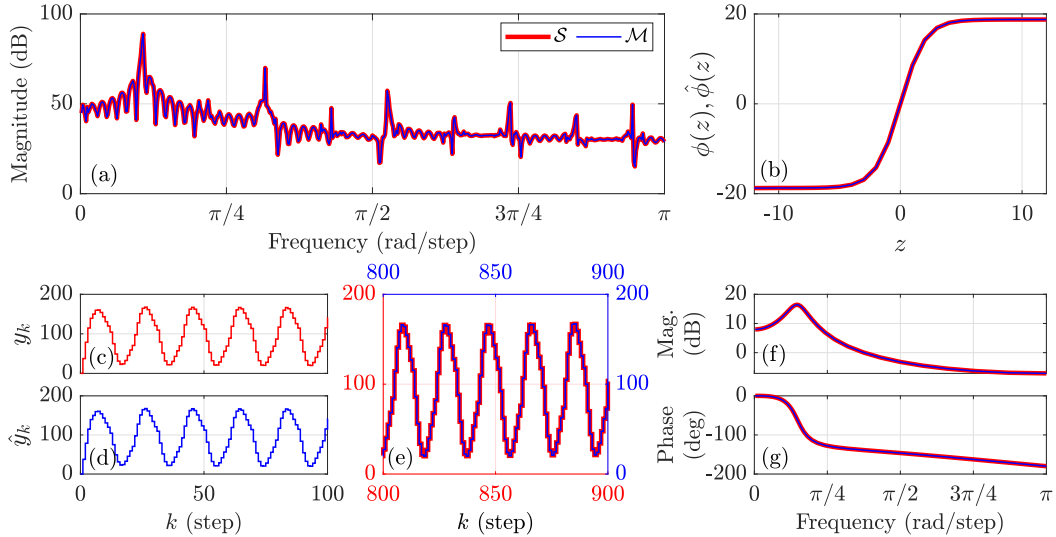 100
50
0
Magnitude (dB)
𝒮 ℳ
(a)
0 π/4 π/2 3π/4 π
Frequency (rad/step)
20
0
-20
ϕ(z), ϕ̂(z)
(b)
-10 0 10
z
200
100
0
y_k
(c)
200
100
0
ŷ_k
(d)
0 50 100
k (step)
800 850 900
200
100
0
200
100
0
(e)
800 850 900
k (step)
20
10
0
Mag.
(dB)
(f)
0
-100
-200
Phase
(deg)
(g)
0 π/4 π/2 3π/4 π
Frequency (rad/step)